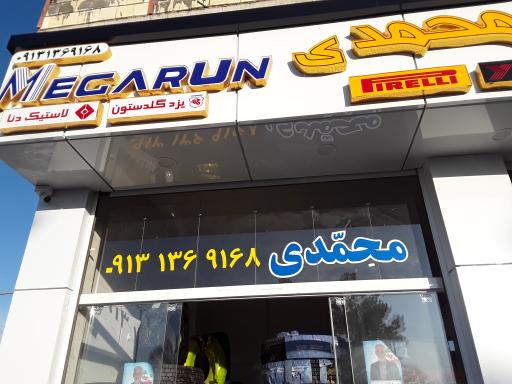 ۰۹۱۳۱۳۶۹۱۶۸
محمدی
MEGARUN
PIRELLI
لاستیک دنا
یزد گلدستون
محمّدی ۹۱۶۸ ۱۳۶ ۰۹۱۳